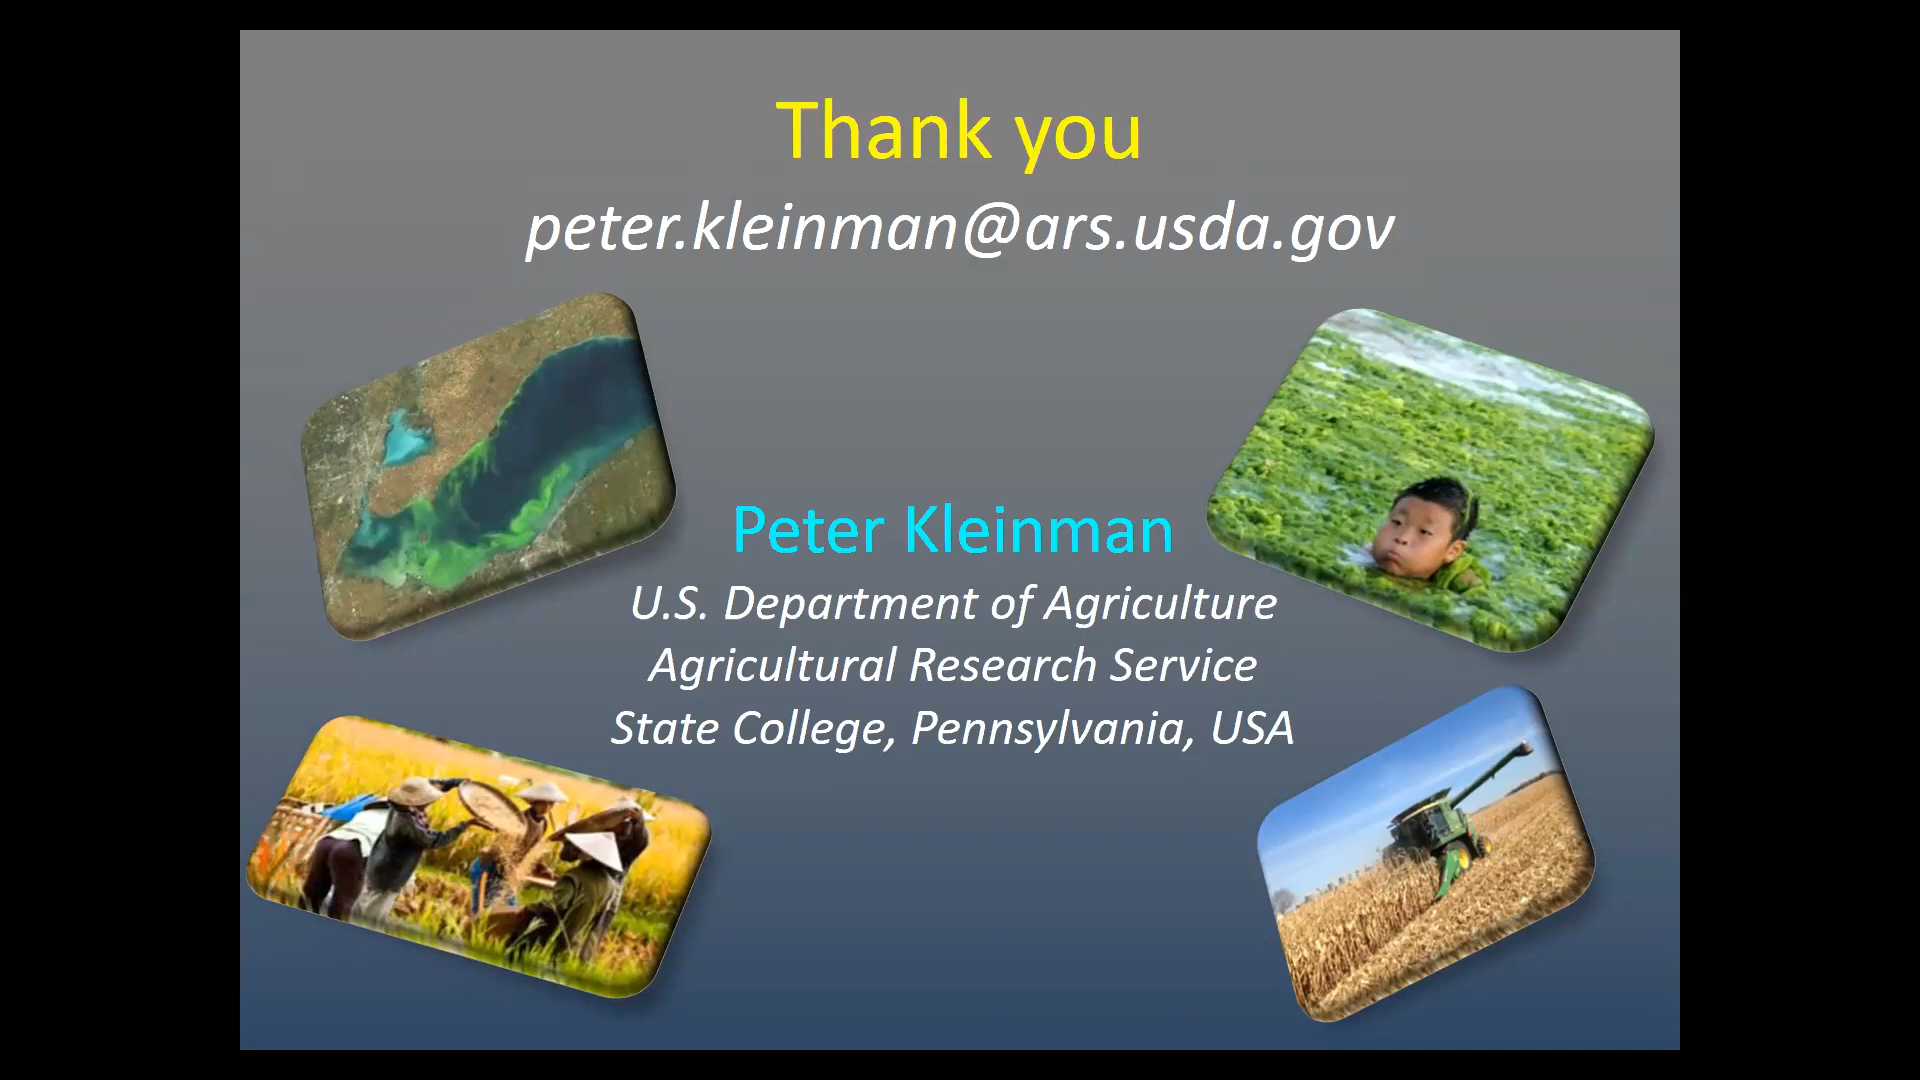 Thank you
peter.kleinman@ars.usda.gov
Peter Kleinman
U.S. Department of Agriculture
Agricultural Research Service
State College, Pennsylvania, USA